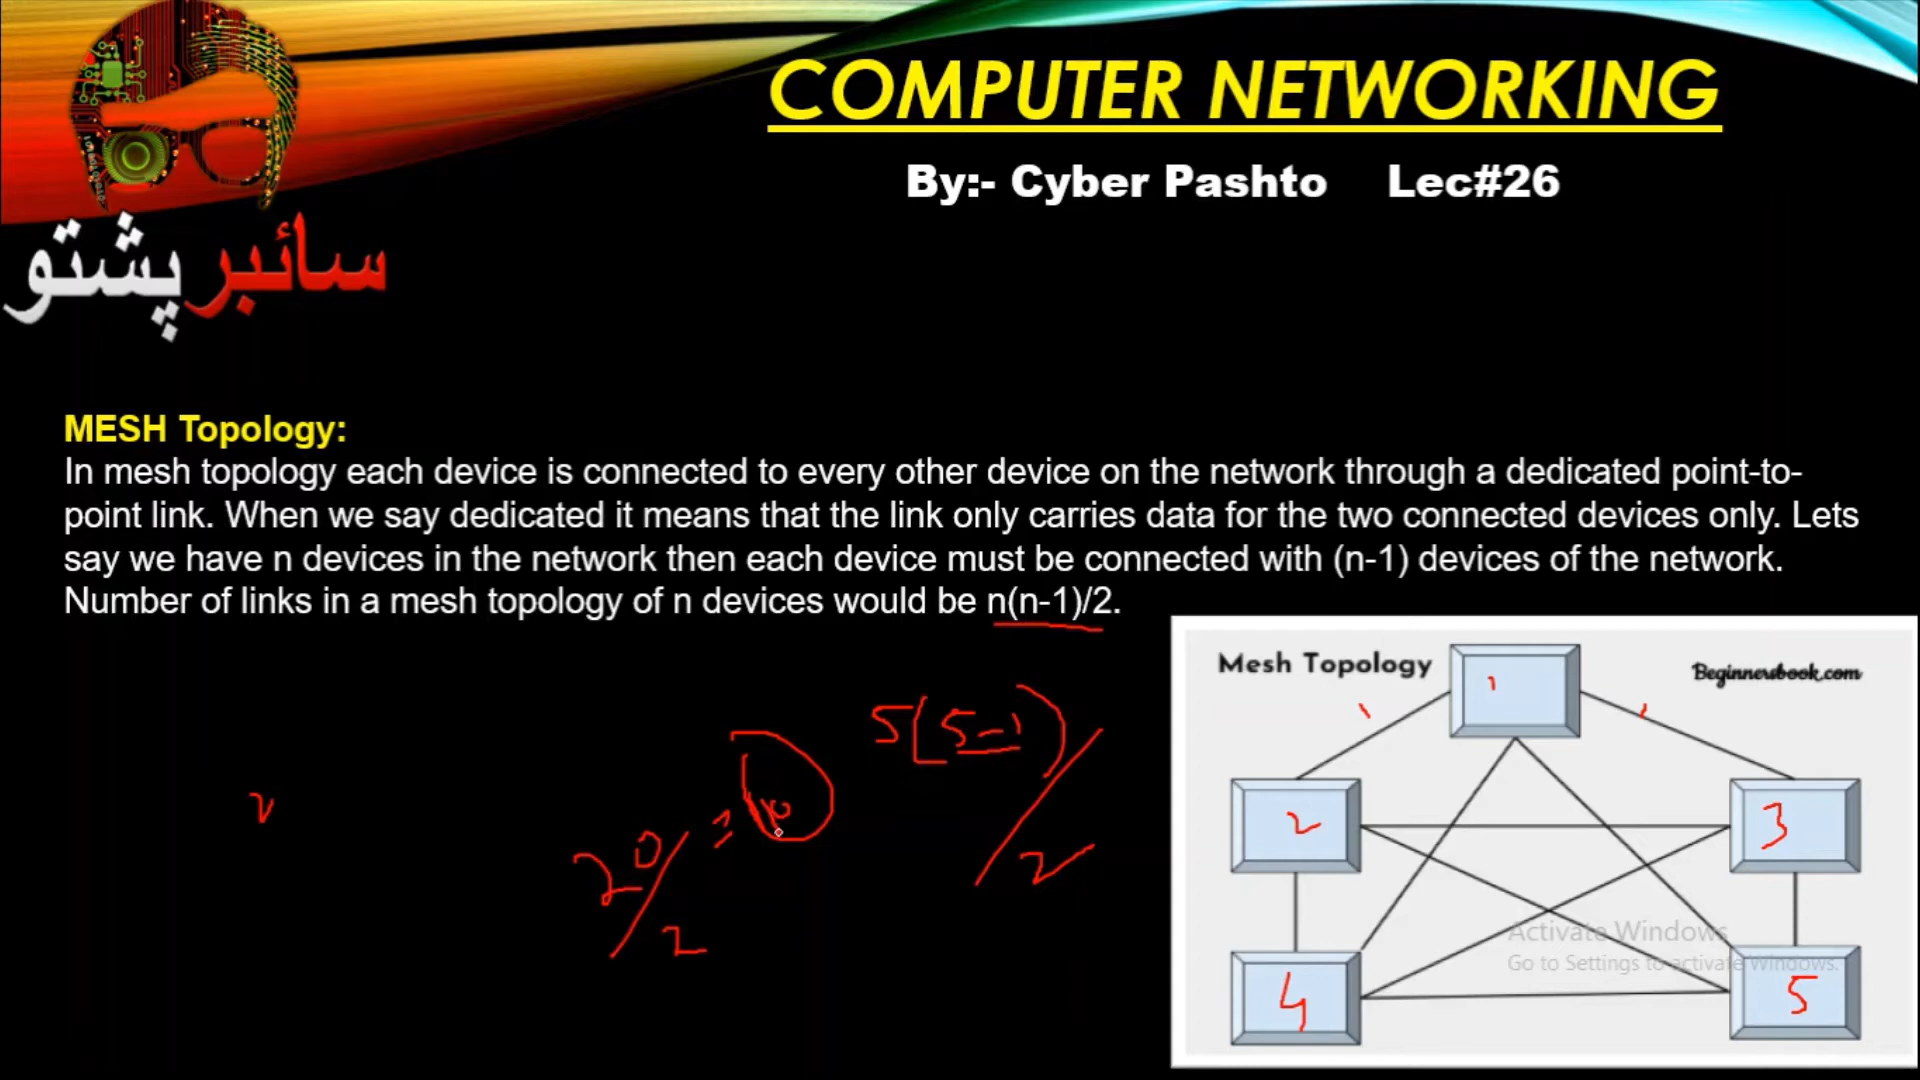 COMPUTER NETWORKING
By:- Cyber Pashto Lec#26
سائبر پشتو
MESH Topology:
In mesh topology each device is connected to every other device on the network through a dedicated point-to-
point link. When we say dedicated it means that the link only carries data for the two connected devices only. Lets
say we have n devices in the network then each device must be connected with (n-1) devices of the network.
Number of links in a mesh topology of n devices would be n(n-1)/2.
5(5-1)/2
20/2 = 10
Mesh Topology
Beginnersbook.com
1
1
1
2
3
4
5
Activate Windows
Go to Settings to activate Windows.